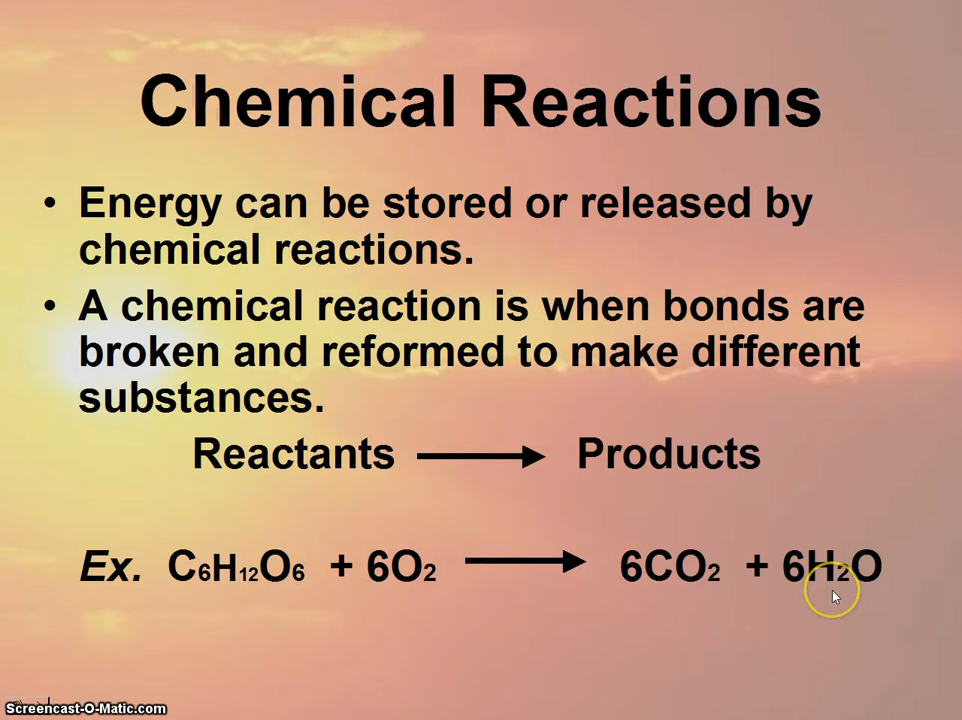 Chemical Reactions
• Energy can be stored or released by
chemical reactions.
• A chemical reaction is when bonds are
broken and reformed to make different
substances.
Reactants → Products
Ex. C₆H₁₂O₆ + 6O₂ → 6CO₂ + 6H₂O
Screencast-O-Matic.com